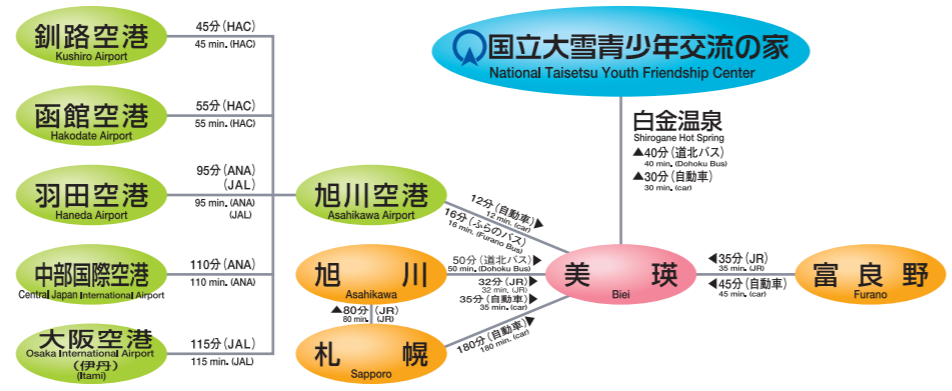 釧路空港
Kushiro Airport
45分(HAC)
45 min. (HAC)
函館空港
Hakodate Airport
55分(HAC)
55 min. (HAC)
羽田空港
Haneda Airport
95分(ANA)
(JAL)
95 min. (ANA)
(JAL)
中部国際空港
Central Japan International Airport
110分(ANA)
110 min. (ANA)
大阪空港
Osaka International Airport
(伊丹)
(Itami)
115分(JAL)
115 min. (JAL)
旭川空港
Asahikawa Airport
12分(自動車)▶
12 min. (car)
16分(ふらのバス)
16 min. (Furano Bus)
旭 川
Asahikawa
50分(道北バス)▶
50 min. (Dohoku Bus)
32分(JR)▶
32 min. (JR)
35分(自動車)▶
35 min. (car)
▲80分(JR)
80 min. (JR)
札 幌
Sapporo
180分(自動車)▶
180 min. (car)
国立大雪青少年交流の家
National Taisetsu Youth Friendship Center
白金温泉
Shirogane Hot Spring
▲40分(道北バス)
40 min. (Dohoku Bus)
▲30分(自動車)
30 min. (car)
美 瑛
Biei
◀35分(JR)
35 min. (JR)
◀45分(自動車)
45 min. (car)
富良野
Furano